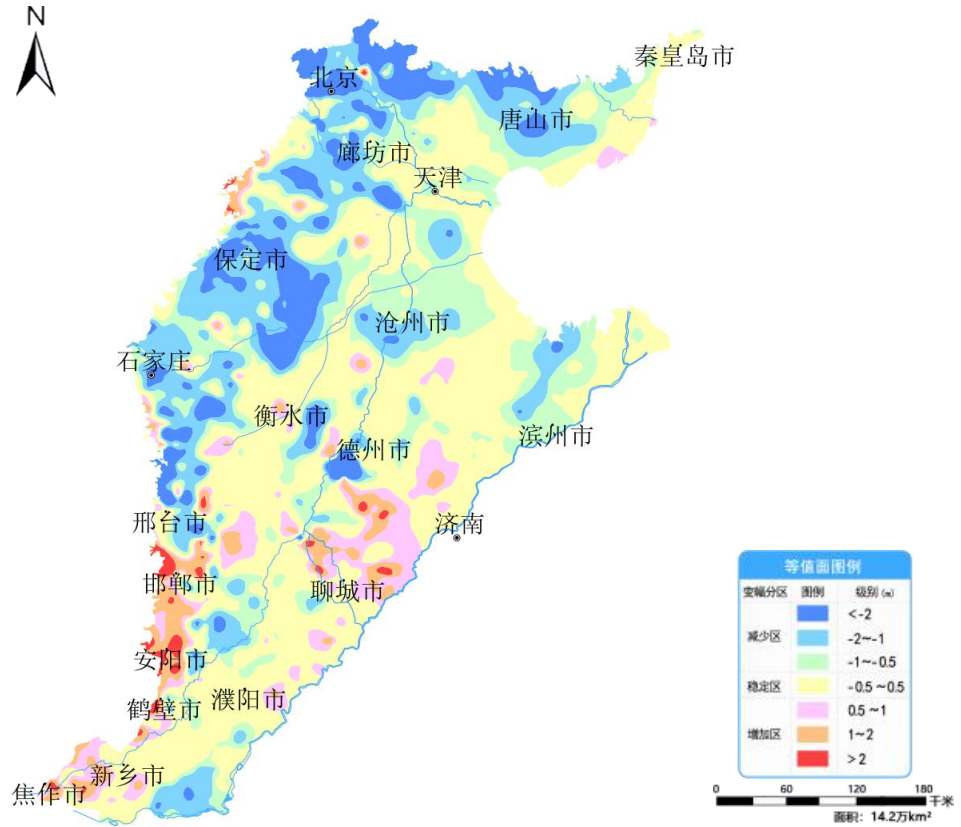 N
秦皇岛市
北京
唐山市
廊坊市
天津
保定市
沧州市
石家庄
衡水市
德州市
滨州市
邢台市
济南
邯郸市
聊城市
安阳市
鹤壁市
濮阳市
新乡市
焦作市
等值面图例
变幅分区 图例 级别 (m)
<-2
减少区 -2~-1
-1~-0.5
稳定区 -0.5~0.5
0.5~1
增加区 1~2
>2
0 60 120 180
千米
面积: 14.2万km²